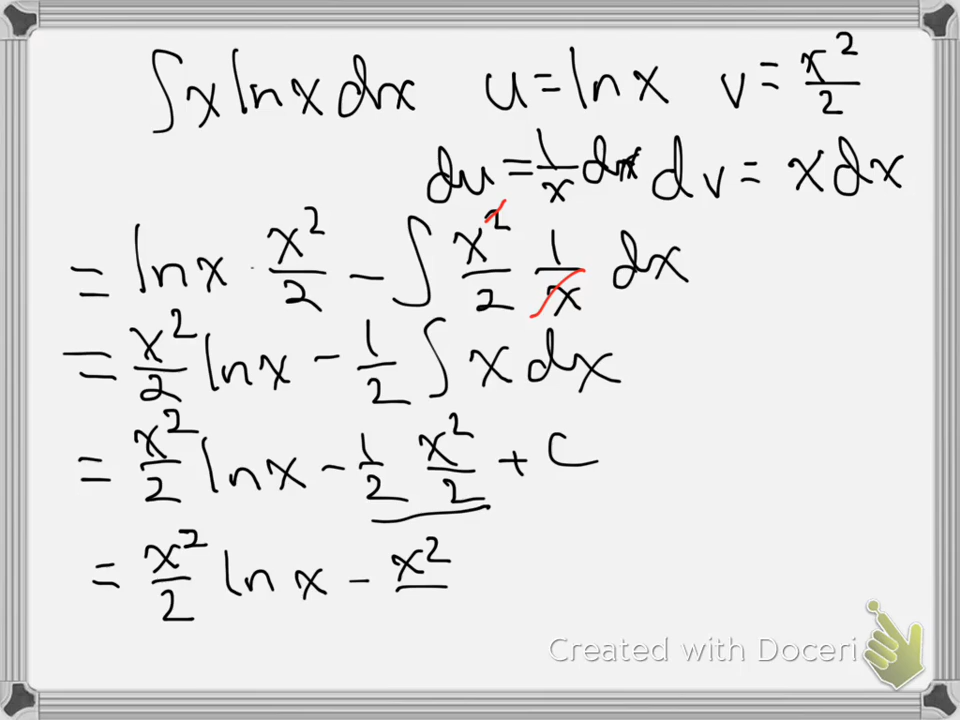 ∫x ln x dx u = ln x v = x²/2
du = 1/x dx dv = x dx
= ln x · x²/2 - ∫ x²/2 1/x dx
= x²/2 ln x - 1/2 ∫ x dx
= x²/2 ln x - 1/2 x²/2 + C
= x²/2 ln x - x²/
Created with Doceri